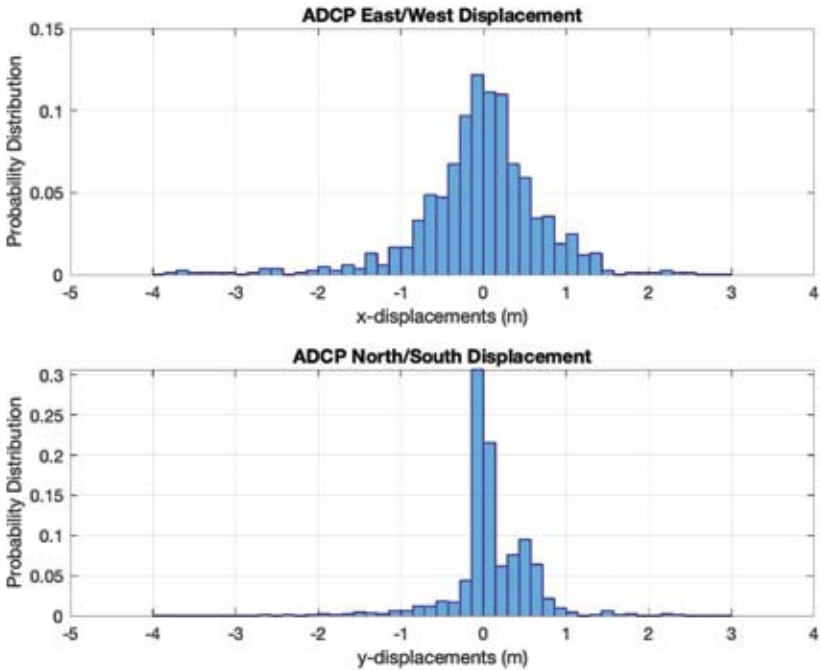 ADCP East/West Displacement
Probability Distribution
0.15
0.1
0.05
0
-5 -4 -3 -2 -1 0 1 2 3 4
x-displacements (m)
ADCP North/South Displacement
Probability Distribution
0.3
0.25
0.2
0.15
0.1
0.05
0
-5 -4 -3 -2 -1 0 1 2 3 4
y-displacements (m)